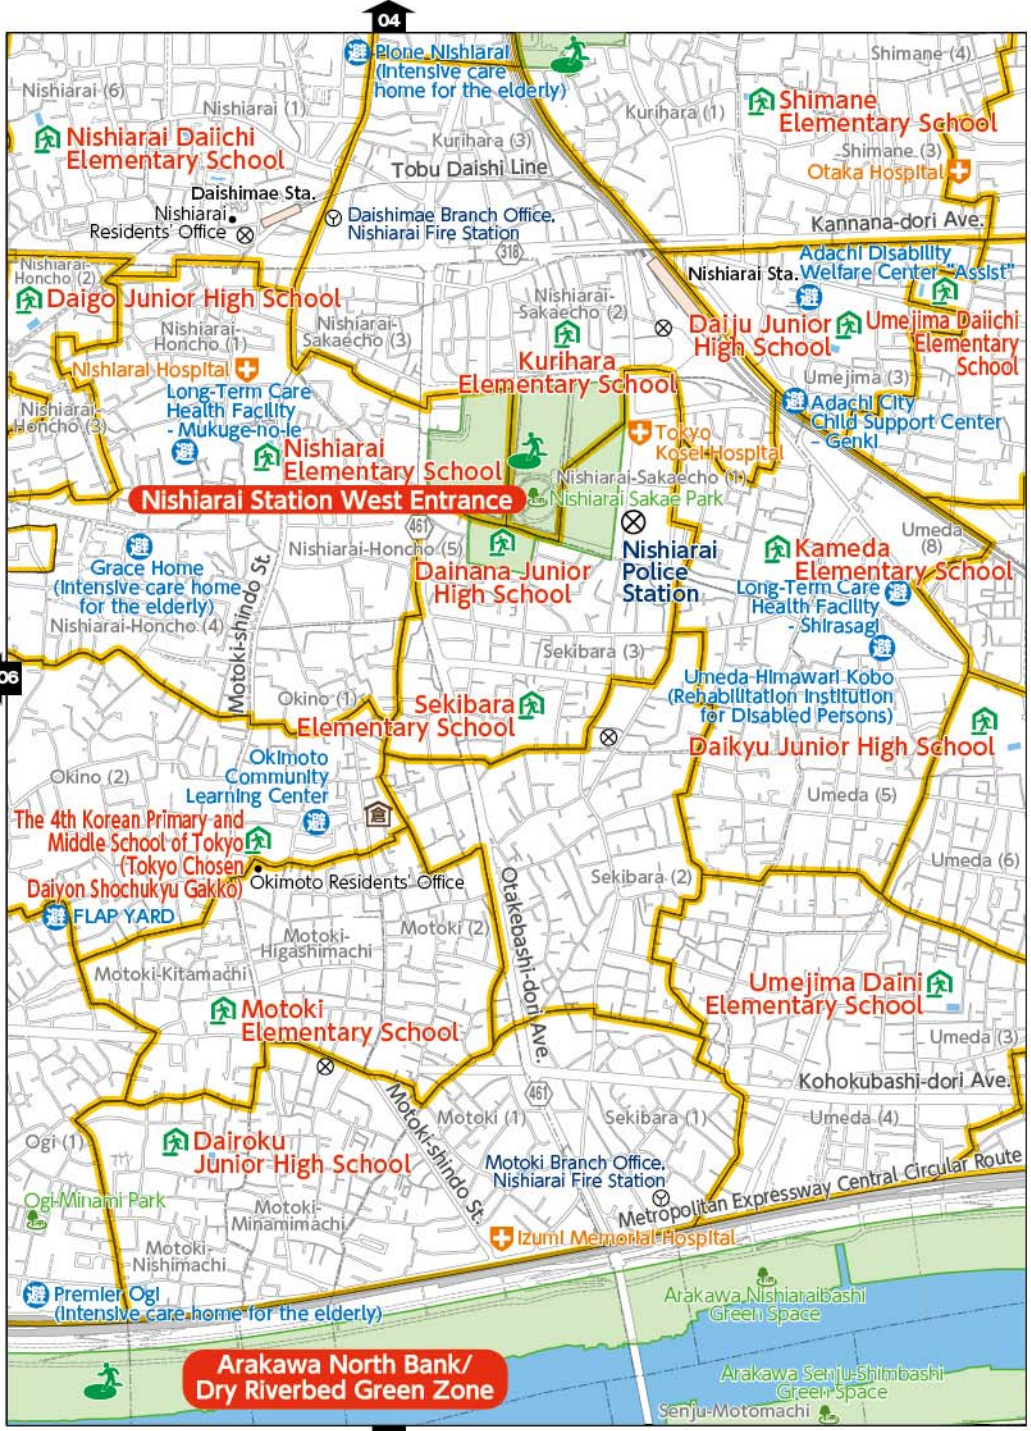 04
Pione Nishiarai
(Intensive care
home for the elderly)
Shimane (4)
Nishiarai (6)
Nishiarai (1)
Kurihara (1)
Shimane
Elementary School
Nishiarai Daiichi
Elementary School
Kurihara (3)
Shimane (3)
Tobu Daishi Line
Otaka Hospital
Daishimae Sta.
Nishiarai
Residents' Office
Daishimae Branch Office,
Nishiarai Fire Station
Kannana-dori Ave.
318
Adachi Disability
Welfare Center "Assist"
避
Nishiarai Sta.
Nishiarai-
Honcho (2)
Daigo Junior High School
Nishiarai-
Sakaecho (2)
Nishiarai-
Honcho (1)
Nishiarai-
Sakaecho (3)
Daiju Junior
High School
Umejima Daiichi
Elementary
School
Kurihara
Elementary School
Nishiarai Hospital
Umejima (3)
Long-Term Care
Health Facility
- Mukuge-no-ie
避
Nishiarai-
Honcho (3)
避
Adachi City
Child Support Center
- Genki
Tokyo
Kosei Hospital
Nishiarai
Elementary School
Nishiarai-Sakaecho (1)
Nishiarai Station West Entrance
Nishiarai Sakae Park
461
避
Grace Home
(Intensive care home
for the elderly)
Nishiarai-Honcho (5)
Nishiarai
Police
Station
Umeda
(8)
Kameda
Elementary School
Dainana Junior
High School
Long-Term Care
Health Facility
- Shirasagi
避
Nishiarai-Honcho (4)
Motoki-shindo St.
Sekibara (3)
避
06
Umeda Himawari Kobo
(Rehabilitation Institution
for Disabled Persons)
Okino (1)
Sekibara
Elementary School
Daikyu Junior High School
Okimoto
Community
Learning Center
避
Okino (2)
Umeda (5)
倉
The 4th Korean Primary and
Middle School of Tokyo
(Tokyo Chosen
Daiyon Shochukyu Gakko)
Okimoto Residents' Office
Sekibara (2)
Umeda (6)
避
FLAP YARD
Otakebashi-dori Ave.
Motoki-
Higashimachi
Motoki (2)
Motoki-Kitamachi
Umejima Daini
Elementary School
Motoki
Elementary School
Umeda (3)
Kohokubashi-dori Ave.
461
Motoki-shindo St.
Motoki (1)
Sekibara (1)
Umeda (4)
Ogi (1)
Dairoku
Junior High School
Motoki Branch Office,
Nishiarai Fire Station
Metropolitan Expressway Central Circular Route
Ogi-Minami Park
Motoki-
Minamimachi
Izumi Memorial Hospital
Motoki-
Nishimachi
避
Premier Ogi
(Intensive care home for the elderly)
Arakawa Nishiaraibashi
Green Space
Arakawa North Bank/
Dry Riverbed Green Zone
Arakawa Senju-Shimbashi
Green Space
Senju-Motomachi